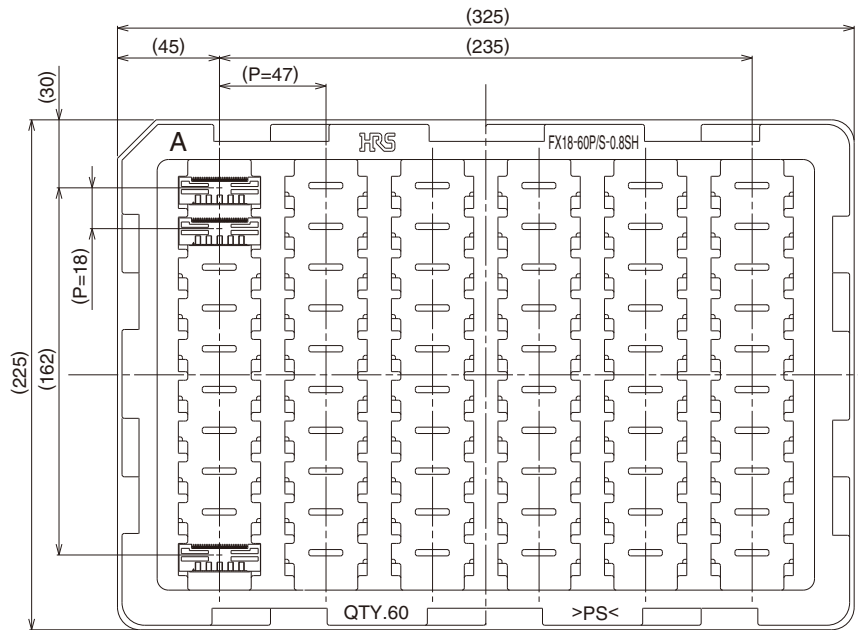 (325)
(45)
(235)
(P=47)
(30)
A
HRS
FX18-60P/S-0.8SH
(P=18)
(162)
(225)
QTY.60
>PS<